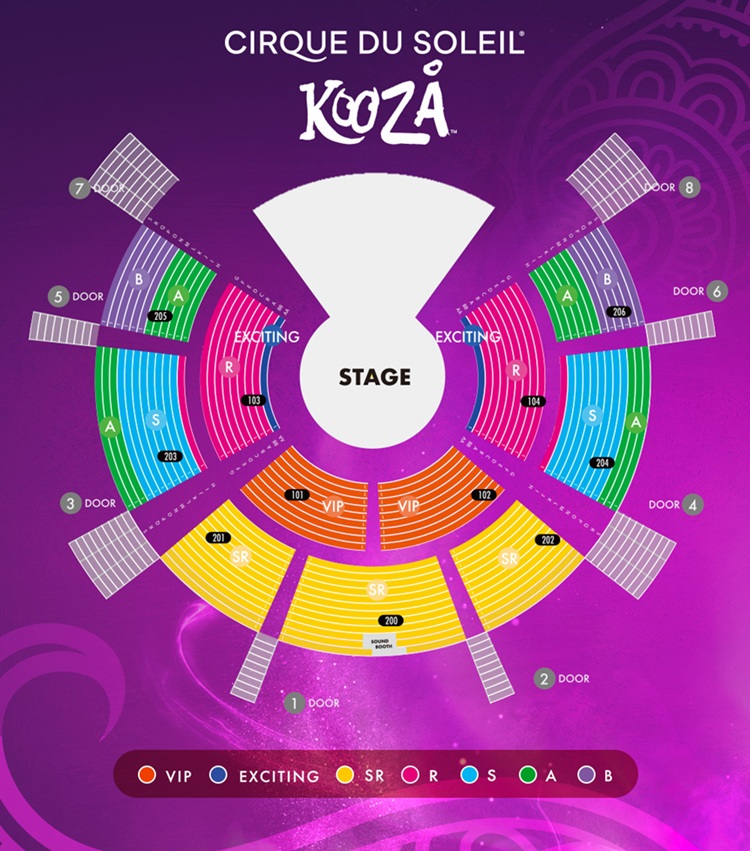 CIRQUE DU SOLEIL®
KOOZÅ™
7 DOOR
DOOR 8
B
A
205
5 DOOR
A
B
206
DOOR 6
EXCITING
EXCITING
R
103
STAGE
R
104
A
S
203
S
A
204
3 DOOR
DOOR 4
101
VIP
VIP
102
201
SR
SR
202
SR
200
SOUND
BOOTH
1 DOOR
2 DOOR
VIP EXCITING SR R S A B